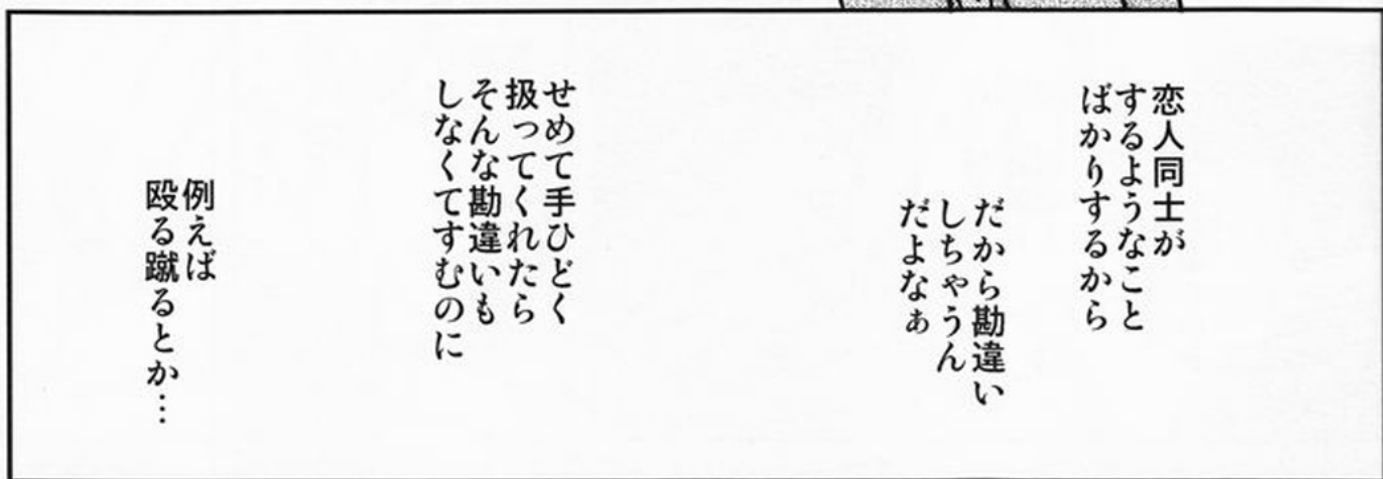 恋人同士が
するようなこと
ばかりするから
だから勘違い
しちゃうん
だよなぁ
せめて手ひどく
扱ってくれたら
そんな勘違いも
しなくてすむのに
例えば
殴る蹴るとか…